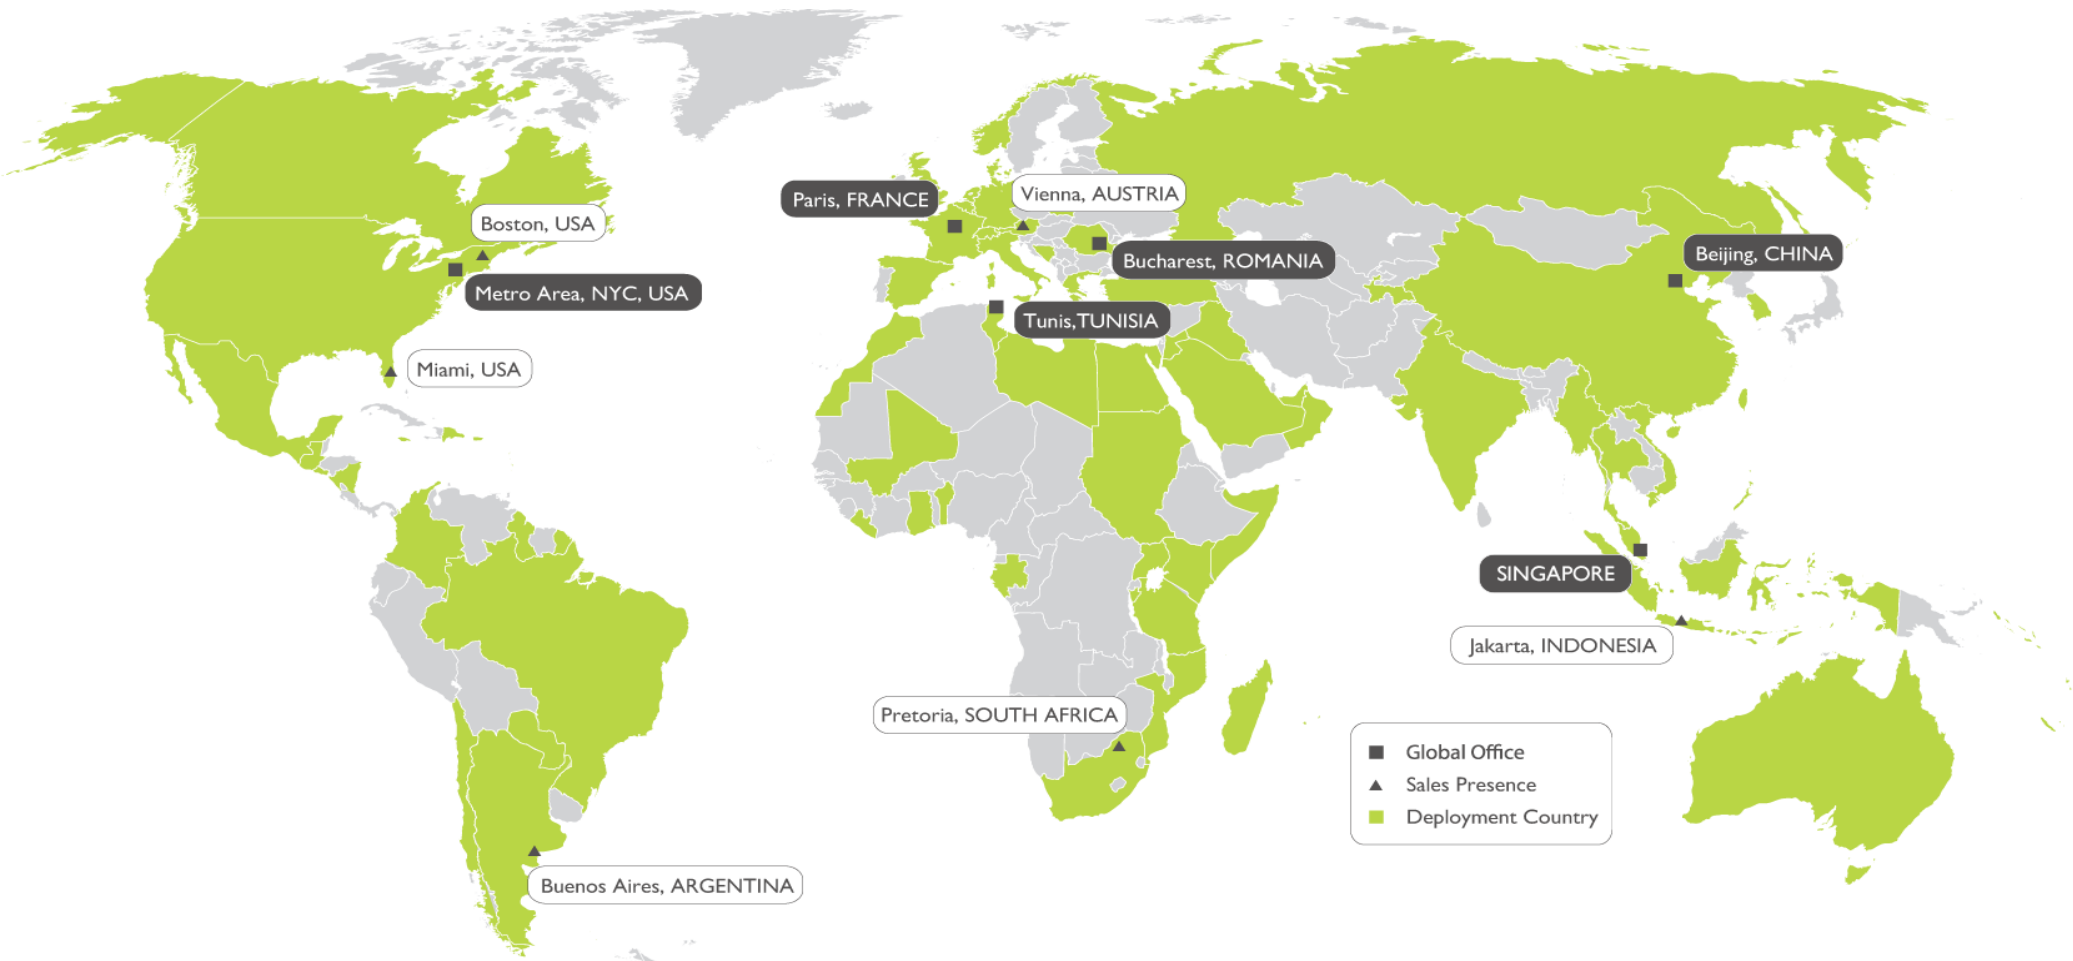 Paris, FRANCE
Vienna, AUSTRIA
Boston, USA
Bucharest, ROMANIA
Beijing, CHINA
Metro Area, NYC, USA
Tunis,TUNISIA
Miami, USA
SINGAPORE
Jakarta, INDONESIA
Pretoria, SOUTH AFRICA
Global Office
Sales Presence
Deployment Country
Buenos Aires, ARGENTINA